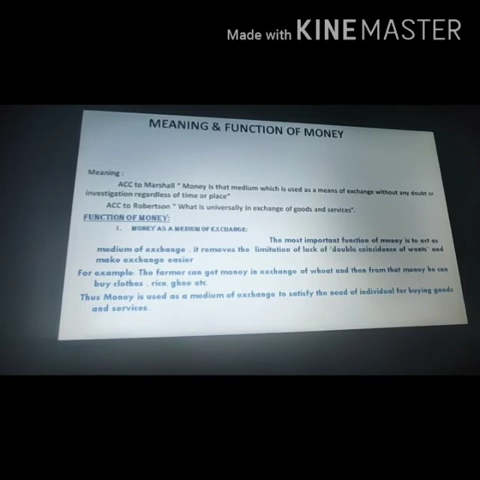 Made with KINEMASTER
MEANING & FUNCTION OF MONEY
Meaning :
ACC to Marshall " Money is that medium which is used as a means of exchange without any doubt or
investigation regardless of time or place"
ACC to Robertson " What is universally in exchange of goods and services".
FUNCTION OF MONEY:
1. MONEY AS A MEDIUM OF EXCHANGE:
The most important function of money is to act as
medium of exchange . it removes the limitation of lack of 'double coincidence of wants' and
make exchange easier
For example: The farmer can get money in exchange of wheat and then from that money he can
buy clothes , rice, ghee etc.
Thus Money is used as a medium of exchange to satisfy the need of individual for buying goods
and services.